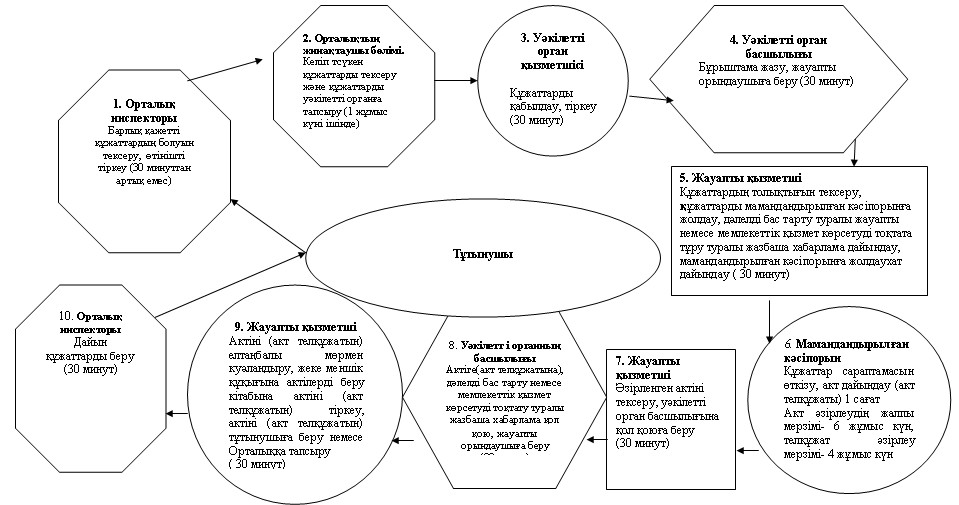 1. Орталық
инспекторы
Барлық қажетті
құжаттардың болуын
тексеру, өтінішті
тіркеу (30 минуттан
артық емес)
2. Орталықтың
жинақтаушы бөлімі.
Келіп түскен
құжаттарды тексеру
және құжаттарды
уәкілетті органға
тапсыру (1 жұмыс
күні ішінде)
3. Уәкілетті
орган
қызметшісі
Құжаттарды
қабылдау, тіркеу
(30 минут)
4. Уәкілетті орган
басшылығы
Бұрыштама жазу, жауапты
орындаушыға беру (30 минут)
5. Жауапты қызметші
Құжаттардың толықтығын тексеру,
құжаттарды мамандандырылған кәсіпорынға
жолдау, дәлелді бас тарту туралы жауапты
немесе мемлекеттік қызмет көрсетуді тоқтата
тұру туралы жазбаша хабарлама дайындау,
мамандандырылған кәсіпорынға жолдаухат
дайындау ( 30 минут)
Тұтынушы
6. Мамандандырылған
кәсіпорын
Құжаттар сараптамасын
өткізу, акт дайындау (акт
телқұжаты) 1 сағат
Акт әзірлеудің жалпы
мерзімі- 6 жұмыс күн,
телқұжат әзірлеу
мерзімі- 4 жұмыс күн
7. Жауапты
қызметші
Әзірленген актіні
тексеру, уәкілетті
орган басшылығына
қол қоюға беру
(30 минут)
8. Уәкілетт і органның
басшылығы
Актіге(акт телқұжатына),
дәлелді бас тарту немесе
мемлекеттік қызмет
көрсетуді тоқтату туралы
жазбаша хабарлама қол
қою, жауапты
орындаушыға беру
9. Жауапты қызметші
Актіні (акт телқұжатын)
елтаңбалы мөрмен
куәландыру, жеке меншік
құқығына актілерді беру
кітабына актіні (акт
телқұжатын) тіркеу,
актіні (акт телқұжатын)
тұтынушыға беру немесе
Орталыққа тапсыру
( 30 минут)
10. Орталық
инспекторы
Дайын
құжаттарды беру
(30 минут)